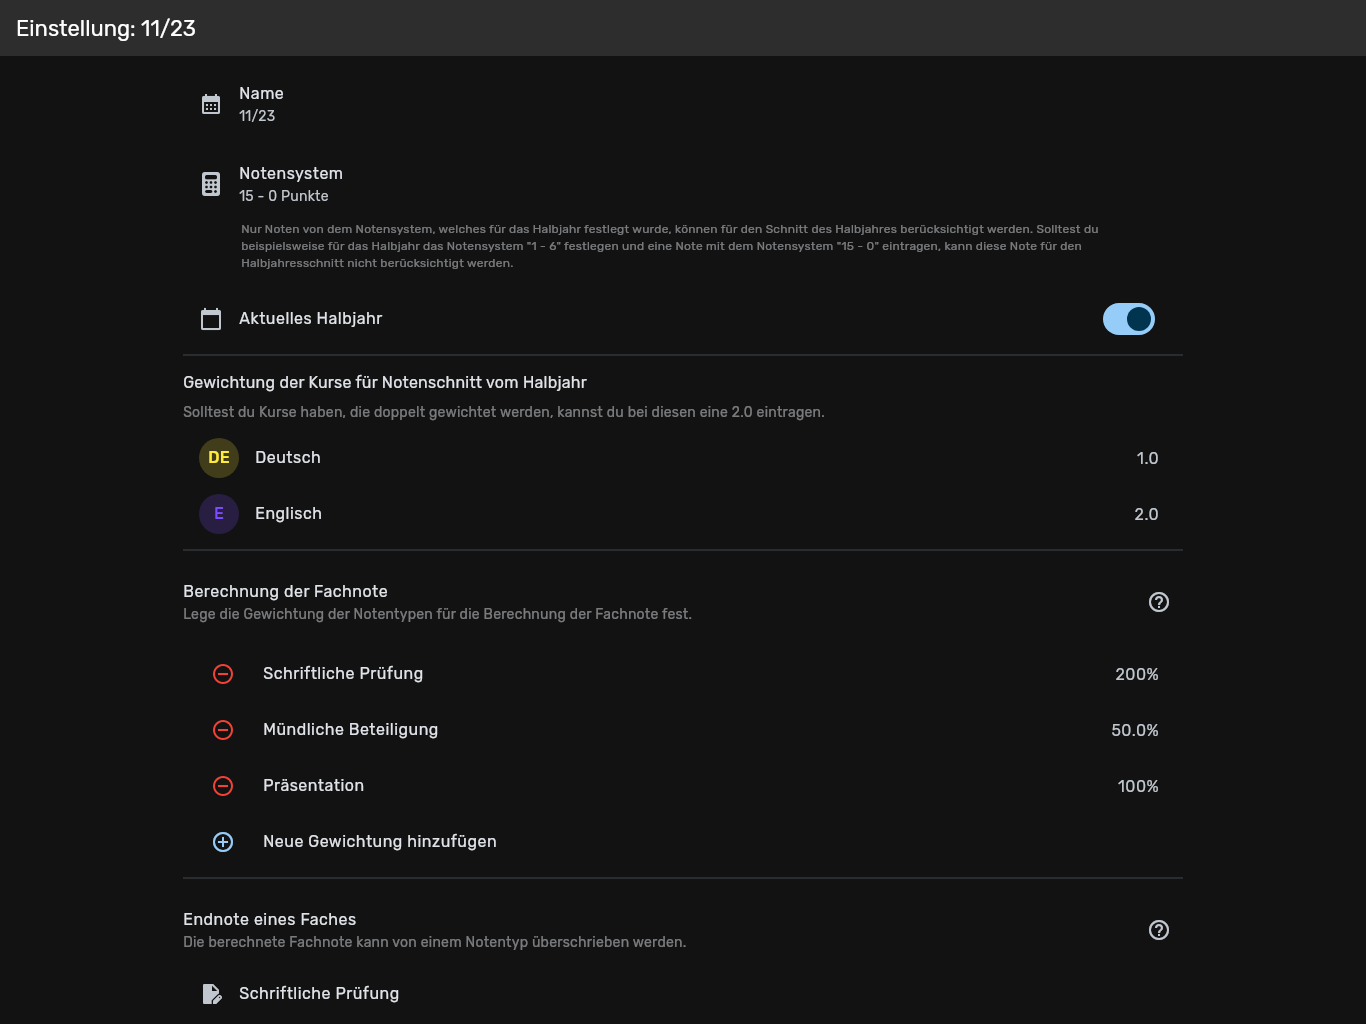 Einstellung: 11/23
Name
11/23
Notensystem
15 - 0 Punkte
Nur Noten von dem Notensystem, welches für das Halbjahr festlegt wurde, können für den Schnitt des Halbjahres berücksichtigt werden. Solltest du
beispielsweise für das Halbjahr das Notensystem "1 - 6" festlegen und eine Note mit dem Notensystem "15 - 0" eintragen, kann diese Note für den
Halbjahresschnitt nicht berücksichtigt werden.
Aktuelles Halbjahr
Gewichtung der Kurse für Notenschnitt vom Halbjahr
Solltest du Kurse haben, die doppelt gewichtet werden, kannst du bei diesen eine 2.0 eintragen.
DE Deutsch 1.0
E Englisch 2.0
Berechnung der Fachnote
Lege die Gewichtung der Notentypen für die Berechnung der Fachnote fest.
Schriftliche Prüfung 200%
Mündliche Beteiligung 50.0%
Präsentation 100%
Neue Gewichtung hinzufügen
Endnote eines Faches
Die berechnete Fachnote kann von einem Notentyp überschrieben werden.
Schriftliche Prüfung